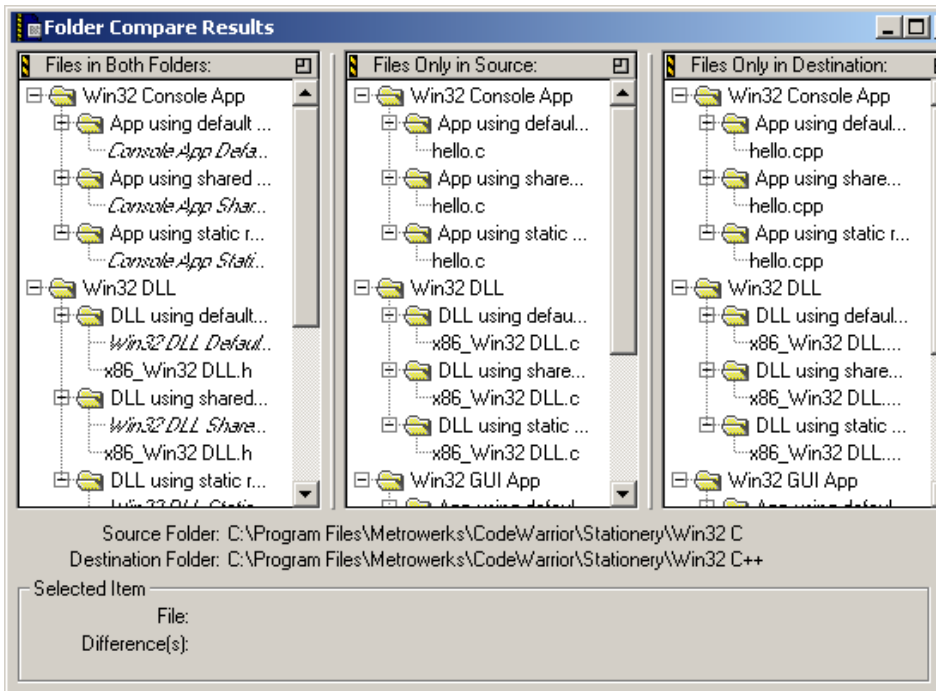 Folder Compare Results
Files in Both Folders:
Win32 Console App
App using default ...
Console App Defa...
App using shared ...
Console App Shar...
App using static r...
Console App Stati...
Win32 DLL
DLL using default...
Win32 DLL Defaul...
x86_Win32 DLL.h
DLL using shared...
Win32 DLL Share...
x86_Win32 DLL.h
DLL using static r...
Files Only in Source:
Win32 Console App
App using defaul...
hello.c
App using share...
hello.c
App using static ...
hello.c
Win32 DLL
DLL using defau...
x86_Win32 DLL.c
DLL using share...
x86_Win32 DLL.c
DLL using static ...
x86_Win32 DLL.c
Win32 GUI App
Files Only in Destination:
Win32 Console App
App using defaul...
hello.cpp
App using share...
hello.cpp
App using static r...
hello.cpp
Win32 DLL
DLL using defaul...
x86_Win32 DLL....
DLL using share...
x86_Win32 DLL....
DLL using static ...
x86_Win32 DLL....
Win32 GUI App
Source Folder: C:\Program Files\Metrowerks\CodeWarrior\Stationery\Win32 C
Destination Folder: C:\Program Files\Metrowerks\CodeWarrior\Stationery\Win32 C++
Selected Item
File:
Difference(s):